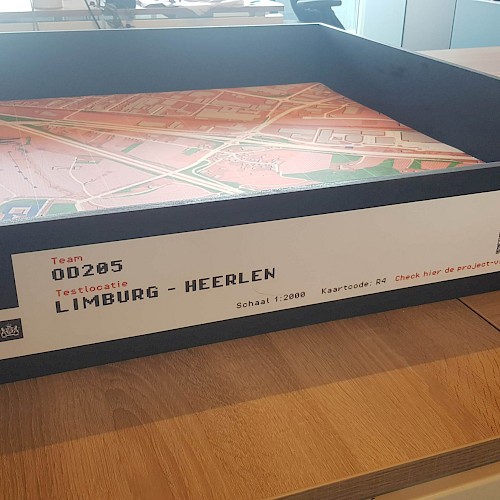 Team
OD205
Testlocatie
LIMBURG - HEERLEN
Schaal 1:2000 Kaartcode: R4 Check hier de project-